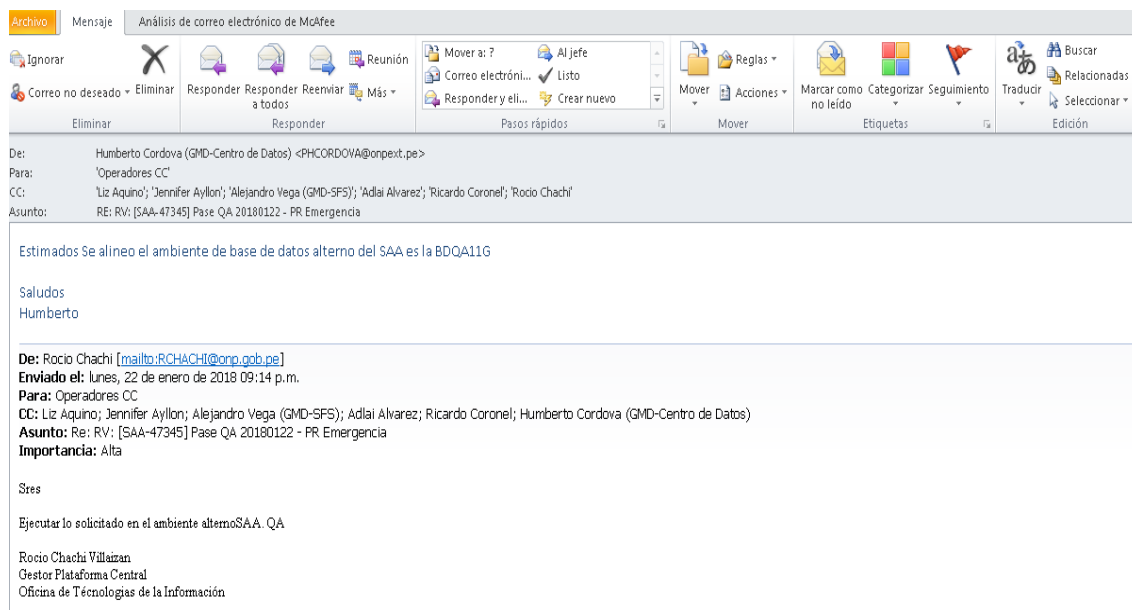 Archivo Mensaje Análisis de correo electrónico de McAfee
Ignorar
Correo no deseado
Eliminar
Eliminar
Responder
Responder a todos
Reenviar
Reunión
Más
Responder
Mover a: ?
Correo electróni...
Responder y eli...
Al jefe
Listo
Crear nuevo
Pasos rápidos
Mover
Reglas
Acciones
Mover
Marcar como no leído
Categorizar
Seguimiento
Etiquetas
Traducir
Buscar
Relacionadas
Seleccionar
Edición
De: Humberto Cordova (GMD-Centro de Datos) <PHCORDOVA@onpext.pe>
Para: 'Operadores CC'
CC: 'Liz Aquino'; 'Jennifer Ayllon'; 'Alejandro Vega (GMD-SFS)'; 'Adlai Alvarez'; 'Ricardo Coronel'; 'Rocio Chachi'
Asunto: RE: RV: [SAA-47345] Pase QA 20180122 - PR Emergencia
Estimados Se alineo el ambiente de base de datos alterno del SAA es la BDQA11G
Saludos
Humberto
De: Rocio Chachi [mailto:RCHACHI@onp.gob.pe]
Enviado el: lunes, 22 de enero de 2018 09:14 p.m.
Para: Operadores CC
CC: Liz Aquino; Jennifer Ayllon; Alejandro Vega (GMD-SFS); Adlai Alvarez; Ricardo Coronel; Humberto Cordova (GMD-Centro de Datos)
Asunto: Re: RV: [SAA-47345] Pase QA 20180122 - PR Emergencia
Importancia: Alta
Sres
Ejecutar lo solicitado en el ambiente alternoSAA. QA
Rocio Chachi Villaizan
Gestor Plataforma Central
Oficina de Técnologias de la Información